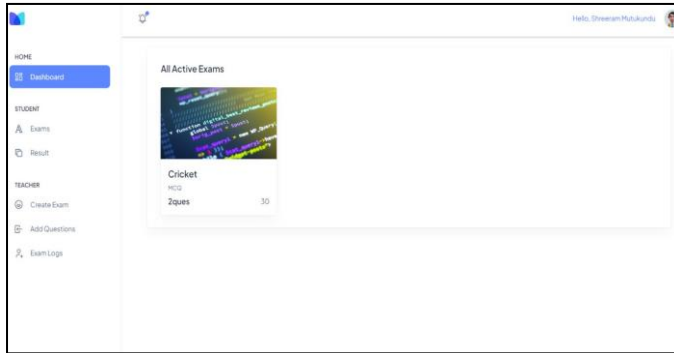 Hello, Shreeram Mutukundu
HOME
Dashboard
STUDENT
Exams
Result
TEACHER
Create Exam
Add Questions
Exam Logs
All Active Exams
Cricket
MCQ
2ques 30